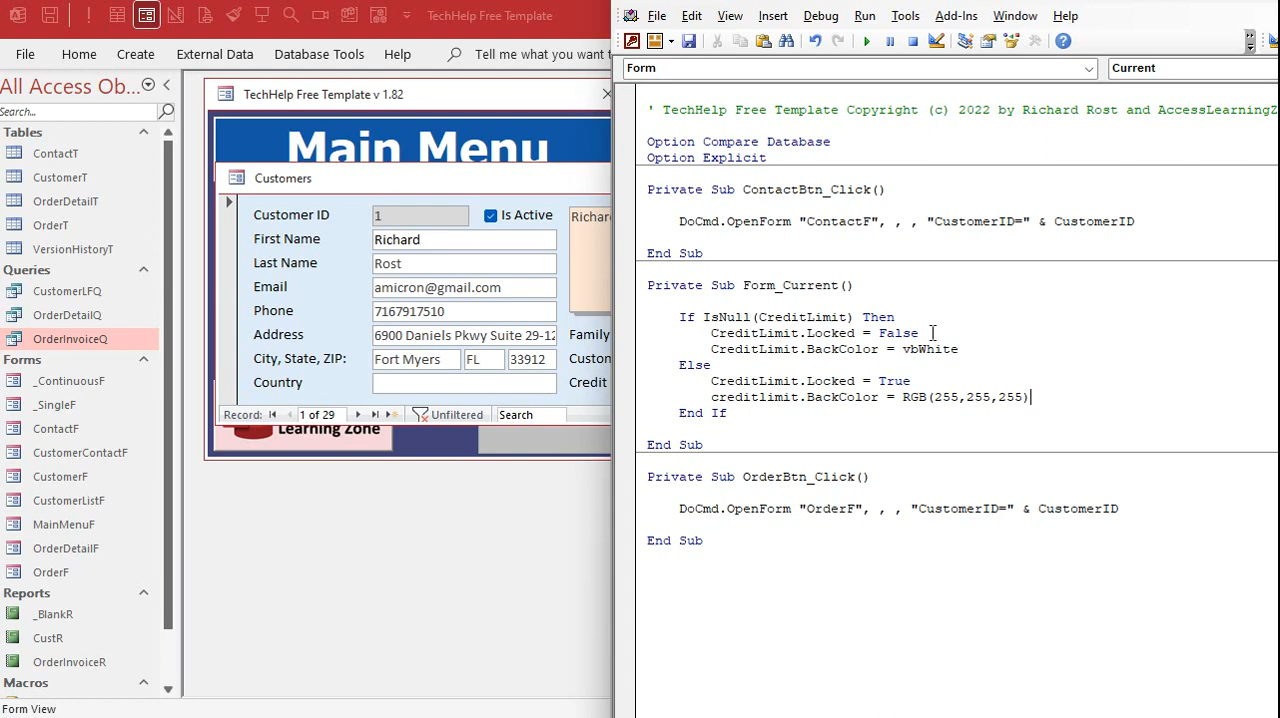 TechHelp Free Template
File Home Create External Data Database Tools Help Tell me what you want
All Access Ob...
Search...
Tables
ContactT
CustomerT
OrderDetailT
OrderT
VersionHistoryT
Queries
CustomerLFQ
OrderDetailQ
OrderInvoiceQ
Forms
_ContinuousF
_SingleF
ContactF
CustomerContactF
CustomerF
CustomerListF
MainMenuF
OrderDetailF
OrderF
Reports
_BlankR
CustR
OrderInvoiceR
Macros
Form View
TechHelp Free Template v 1.82
Main Menu
Customers
Customer ID 1 Is Active Richar
First Name Richard
Last Name Rost
Email amicron@gmail.com
Phone 7167917510
Address 6900 Daniels Pkwy Suite 29-12 Family
City, State, ZIP: Fort Myers FL 33912 Custom
Country Credit
Record: 1 of 29 Unfiltered Search
Learning Zone
File Edit View Insert Debug Run Tools Add-Ins Window Help
Form Current
' TechHelp Free Template Copyright (c) 2022 by Richard Rost and AccessLearningZ
Option Compare Database
Option Explicit
Private Sub ContactBtn_Click()
DoCmd.OpenForm "ContactF", , , "CustomerID=" & CustomerID
End Sub
Private Sub Form_Current()
If IsNull(CreditLimit) Then
CreditLimit.Locked = False
CreditLimit.BackColor = vbWhite
Else
CreditLimit.Locked = True
creditlimit.BackColor = RGB(255,255,255)
End If
End Sub
Private Sub OrderBtn_Click()
DoCmd.OpenForm "OrderF", , , "CustomerID=" & CustomerID
End Sub